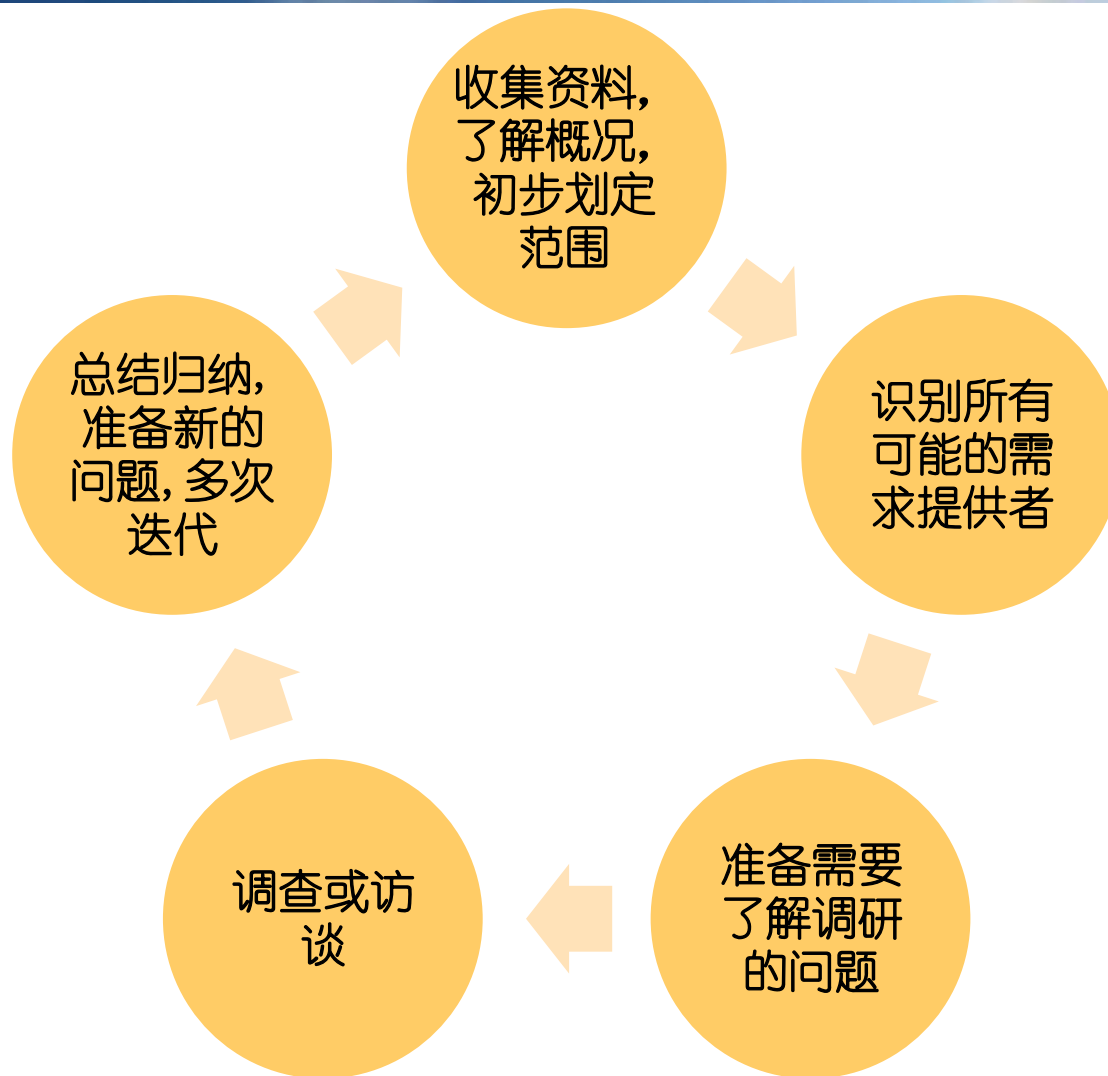 收集资料,
了解概况,
初步划定
范围
识别所有
可能的需
求提供者
准备需要
了解调研
的问题
调查或访
谈
总结归纳,
准备新的
问题, 多次
迭代